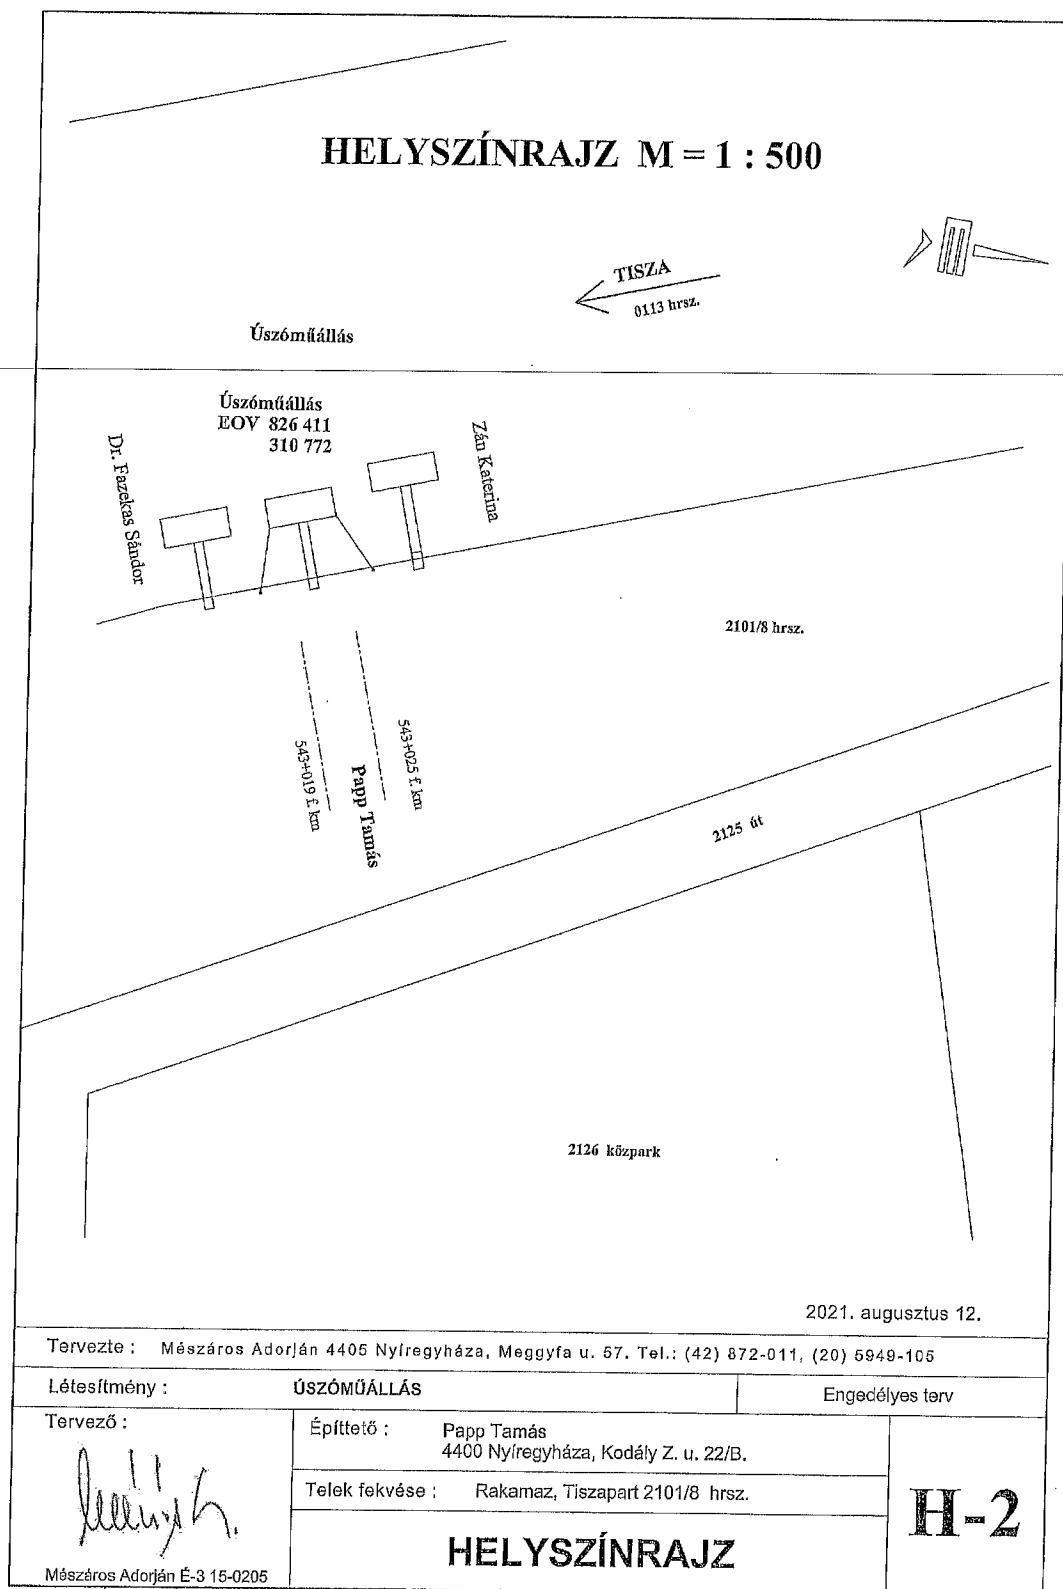 HELYSZÍNRAJZ M = 1 : 500
TISZA
0113 hrsz.
Úszóműállás
Úszóműállás
EOV 826 411
310 772
Dr. Fazekas Sándor
Zán Katerina
2101/8 hrsz.
543+019 f. km
Papp Tamás
543+025 f. km
2125 út
2126 közpark
2021. augusztus 12.
Tervezte : Mészáros Adorján 4405 Nyíregyháza, Meggyfa u. 57. Tel.: (42) 872-011, (20) 5949-105
Létesítmény : ÚSZÓMŰÁLLÁS Engedélyes terv
Tervező :
Építtető : Papp Tamás
4400 Nyíregyháza, Kodály Z. u. 22/B.
Telek fekvése : Rakamaz, Tiszapart 2101/8 hrsz.
H-2
HELYSZÍNRAJZ
Mészáros Adorján É-3 15-0205